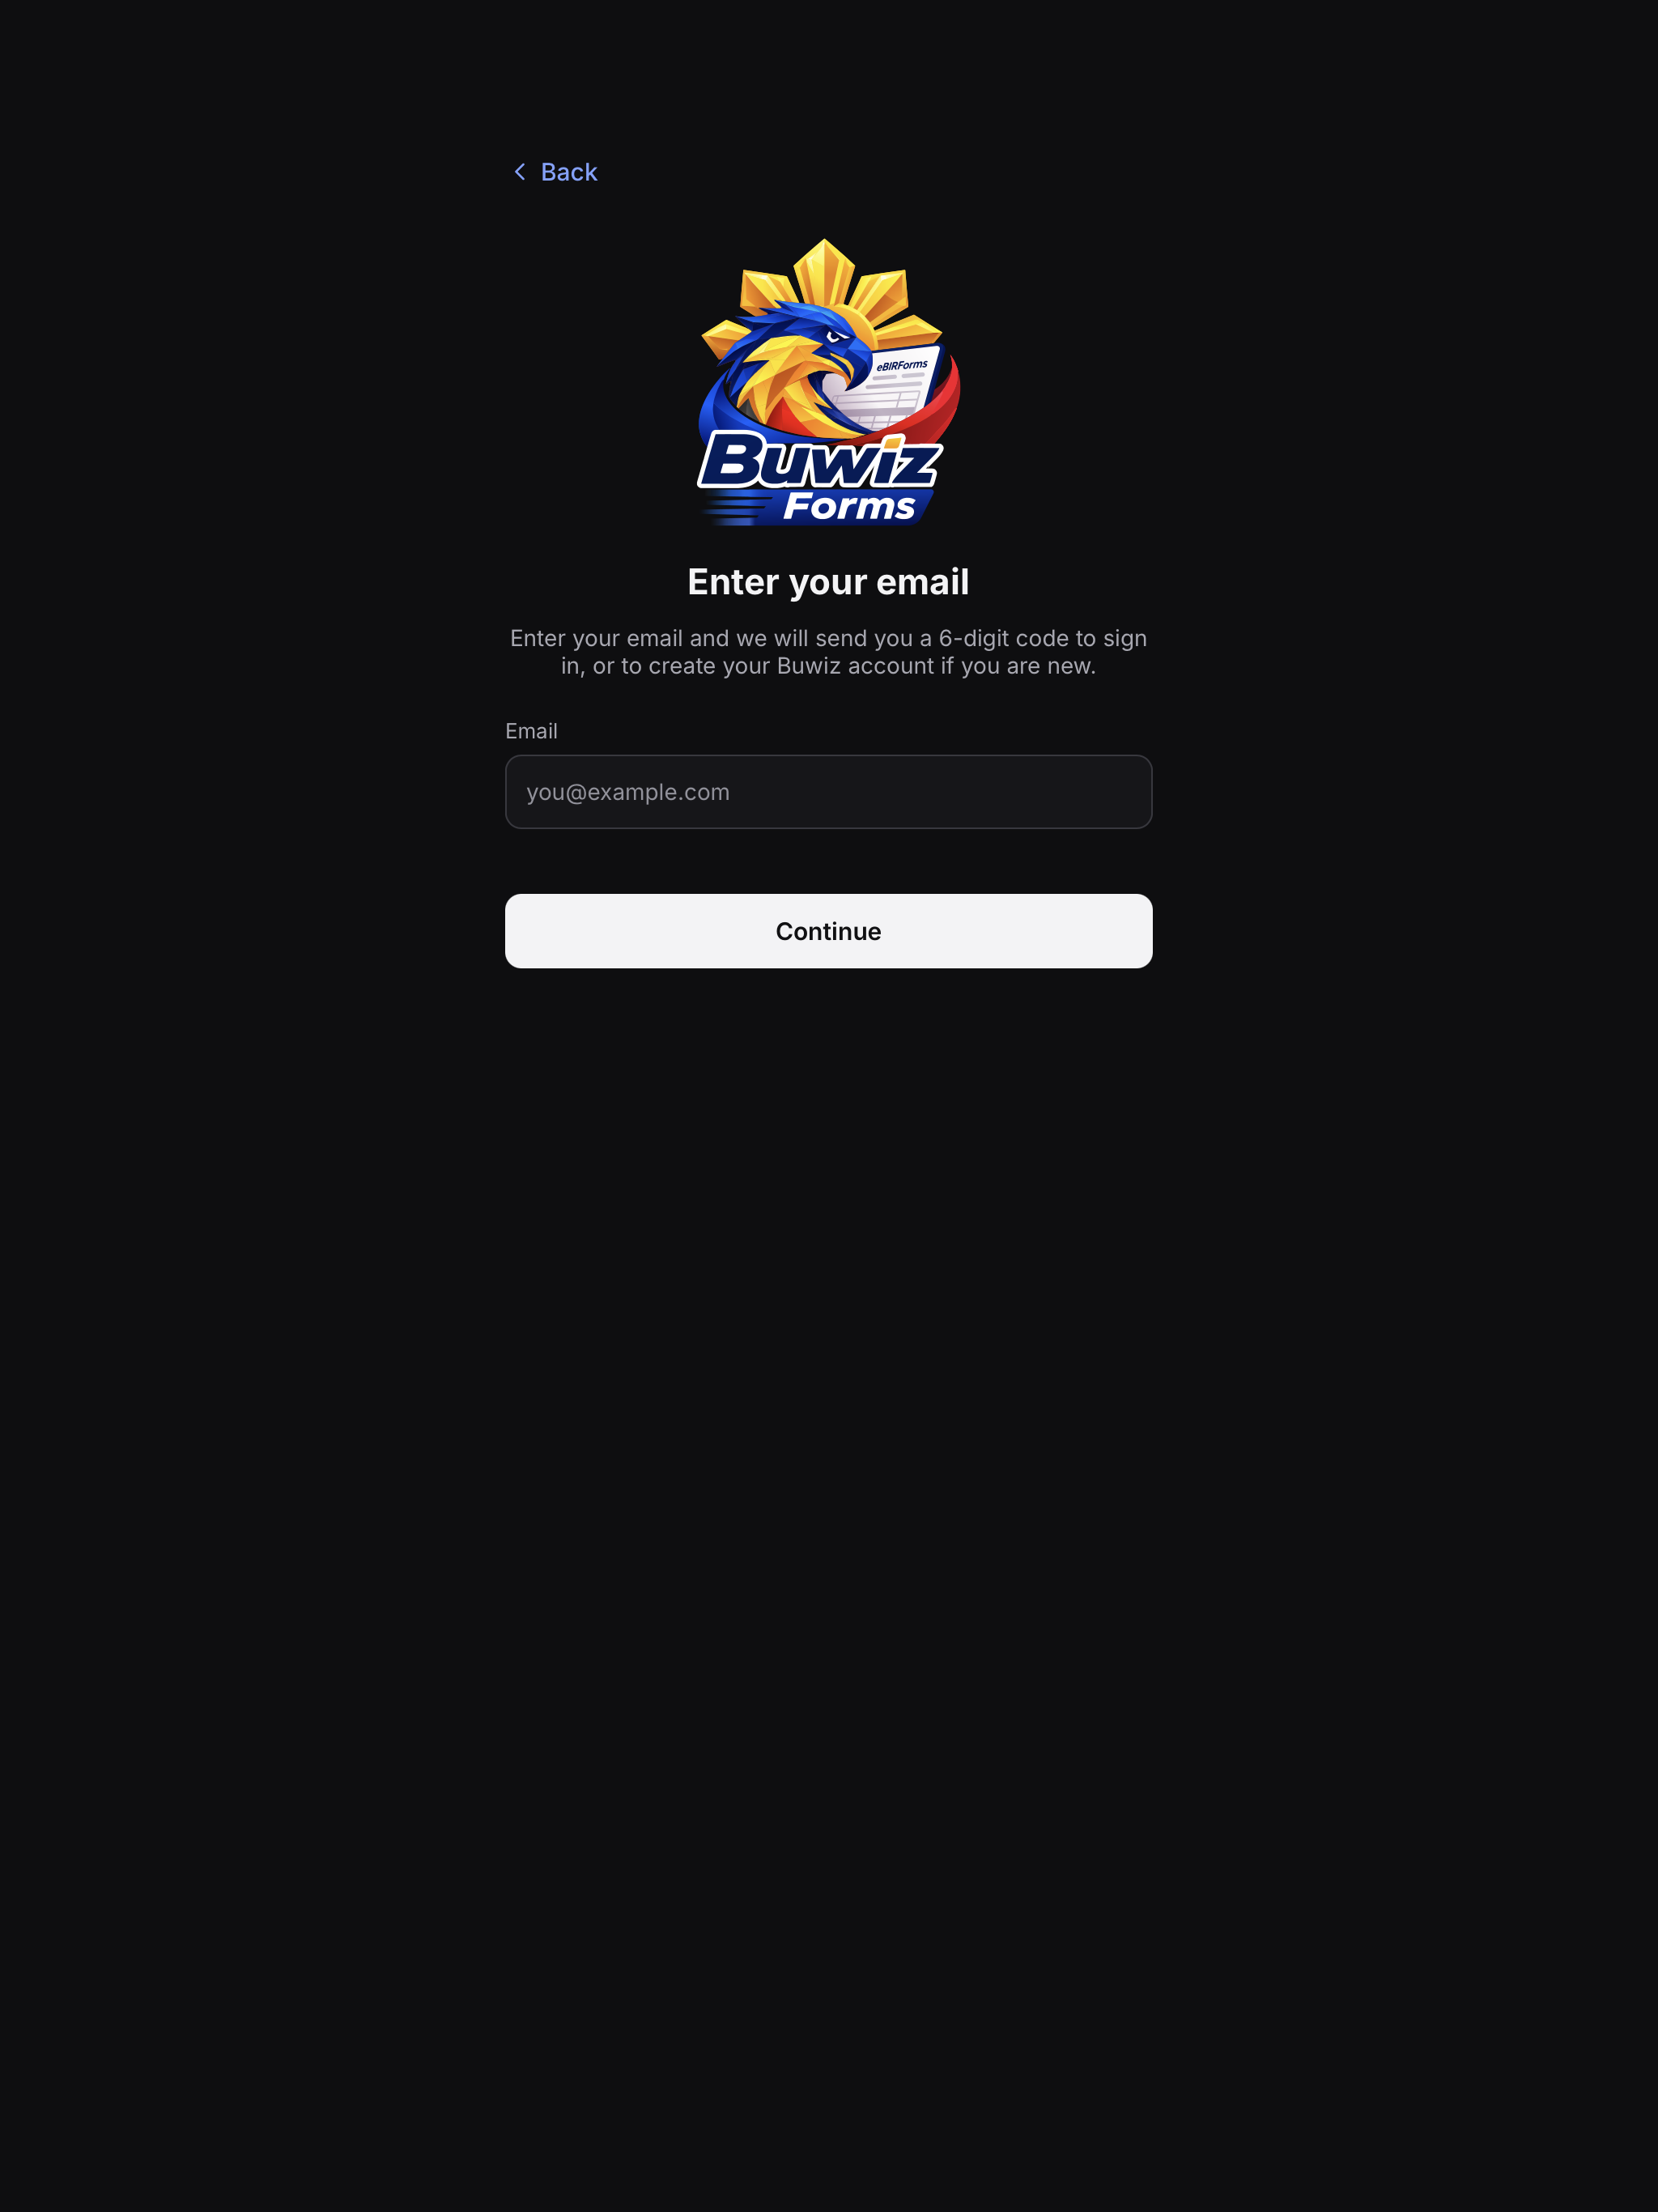 Back
eBIRForms
Buwiz
Forms
Enter your email
Enter your email and we will send you a 6-digit code to sign
in, or to create your Buwiz account if you are new.
Email
you@example.com
Continue